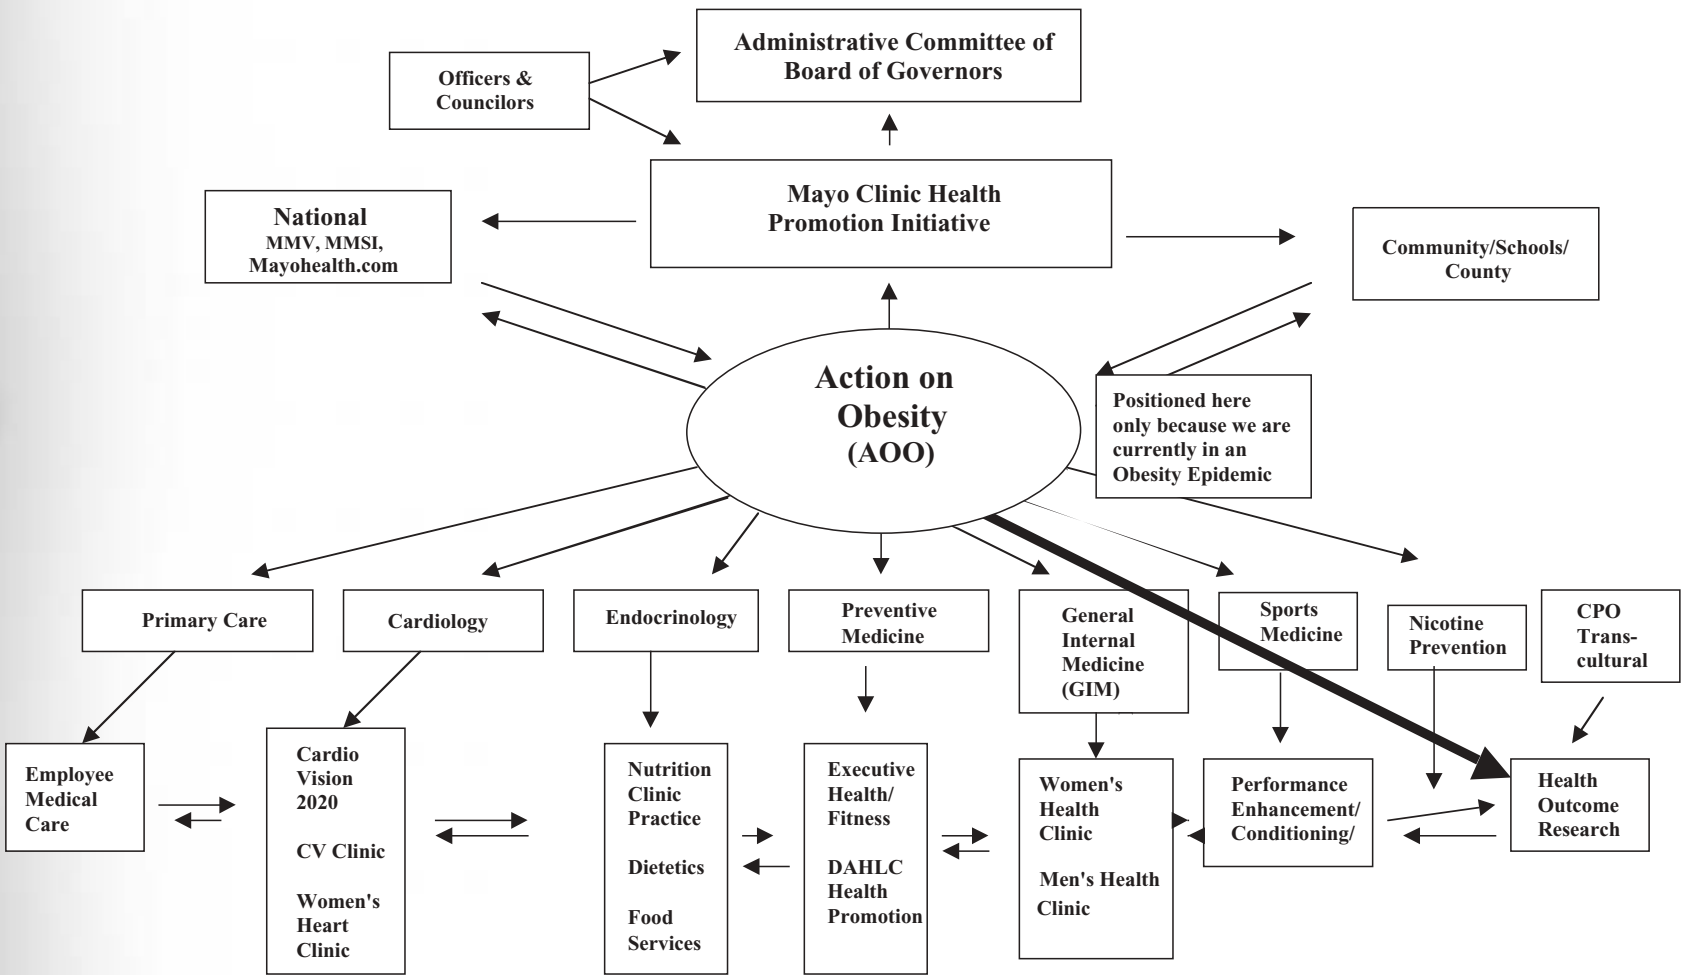 Administrative Committee of
Board of Governors
Officers &
Councilors
Mayo Clinic Health
Promotion Initiative
National
MMV, MMSI,
Mayohealth.com
Community/Schools/
County
Action on
Obesity
(AOO)
Positioned here
only because we are
currently in an
Obesity Epidemic
Primary Care
Cardiology
Endocrinology
Preventive
Medicine
General
Internal
Medicine
(GIM)
Sports
Medicine
Nicotine
Prevention
CPO
Trans-
cultural
Employee
Medical
Care
Cardio
Vision
2020
CV Clinic
Women's
Heart
Clinic
Nutrition
Clinic
Practice
Dietetics
Food
Services
Executive
Health/
Fitness
DAHLC
Health
Promotion
Women's
Health
Clinic
Men's Health
Clinic
Performance
Enhancement/
Conditioning/
Health
Outcome
Research